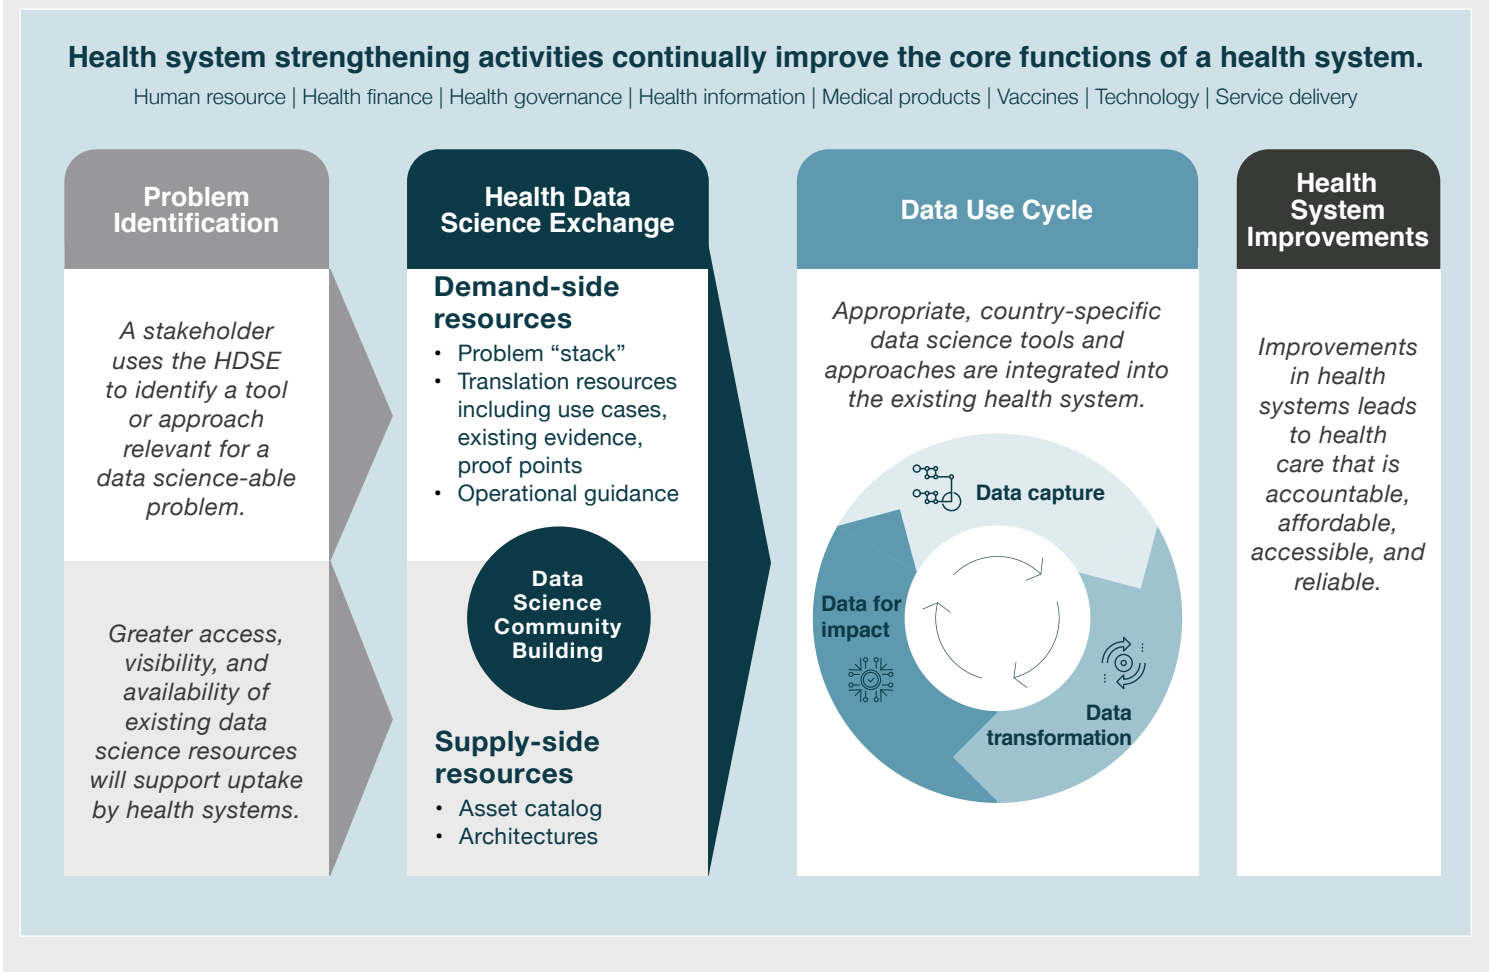 Health system strengthening activities continually improve the core functions of a health system.
Human resource | Health finance | Health governance | Health information | Medical products | Vaccines | Technology | Service delivery
Problem
Identification
A stakeholder
uses the HDSE
to identify a tool
or approach
relevant for a
data science-able
problem.
Greater access,
visibility, and
availability of
existing data
science resources
will support uptake
by health systems.
Health Data
Science Exchange
Demand-side
resources
• Problem “stack”
• Translation resources
including use cases,
existing evidence,
proof points
• Operational guidance
Data
Science
Community
Building
Supply-side
resources
• Asset catalog
• Architectures
Data Use Cycle
Appropriate, country-specific
data science tools and
approaches are integrated into
the existing health system.
Data capture
Data for
impact
Data
transformation
Health
System
Improvements
Improvements
in health
systems leads
to health
care that is
accountable,
affordable,
accessible, and
reliable.